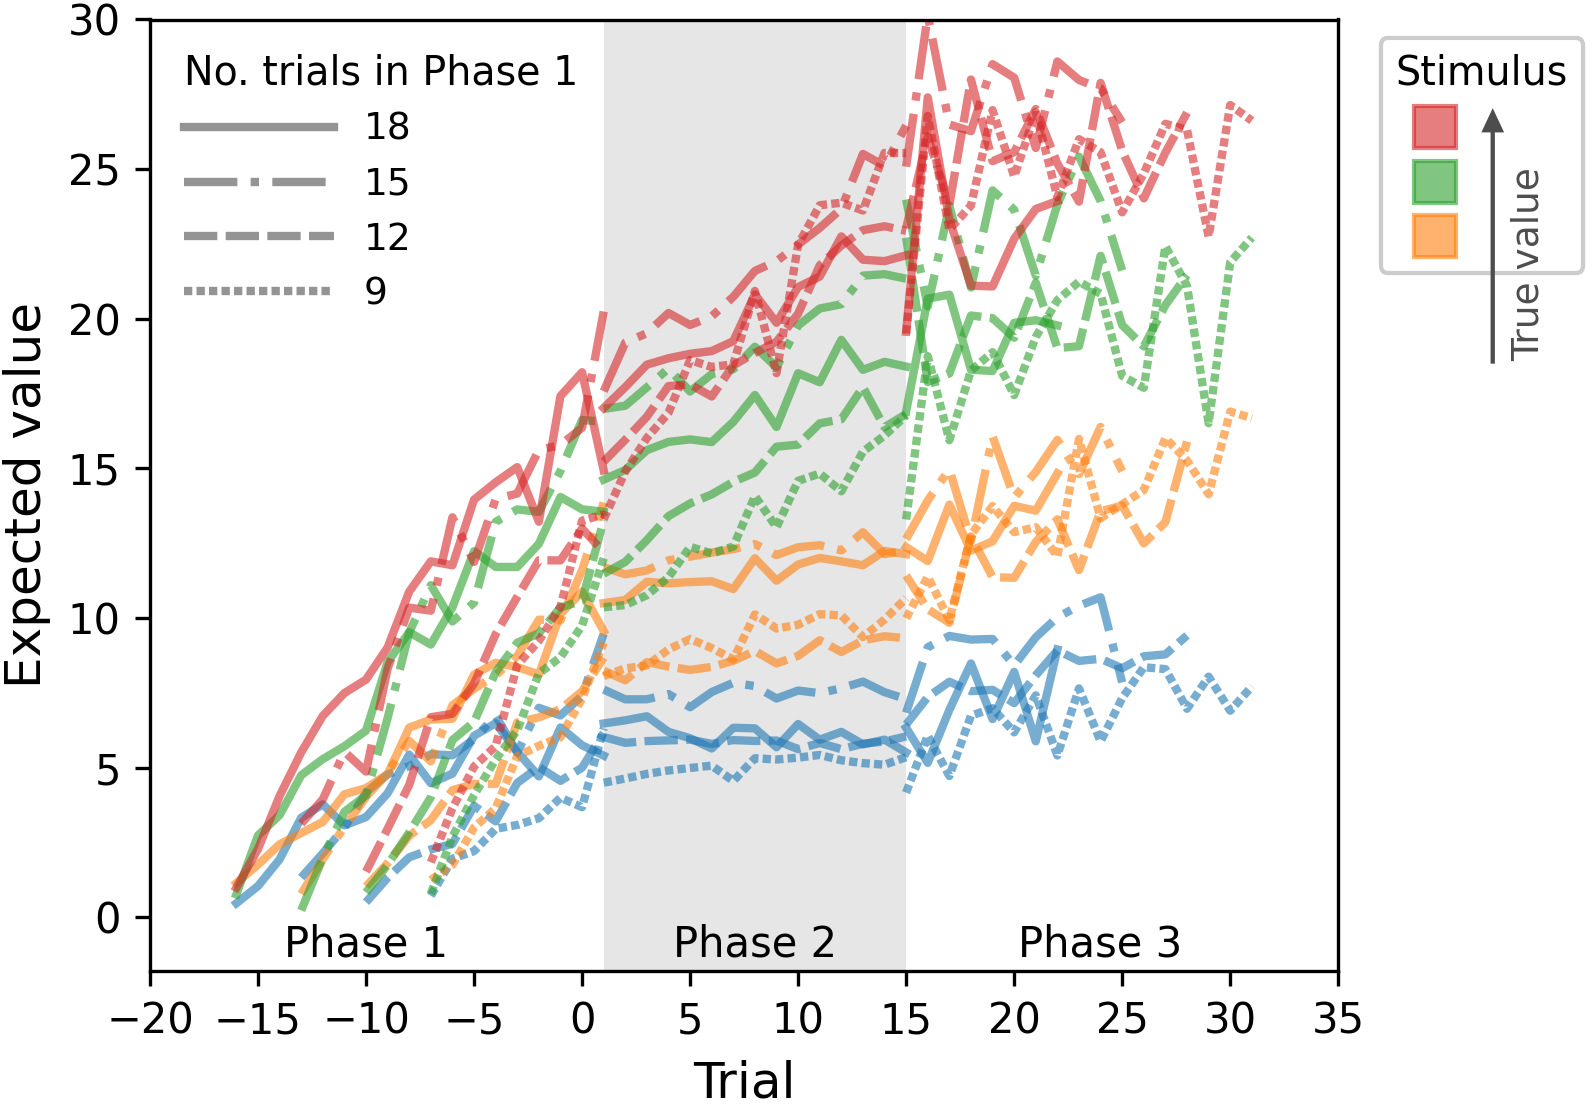 30
25
20
15
10
5
0
Expected value
No. trials in Phase 1
18
15
12
9
Phase 1
Phase 2
Phase 3
−20 −15 −10 −5 0 5 10 15 20 25 30 35
Trial
Stimulus
True value